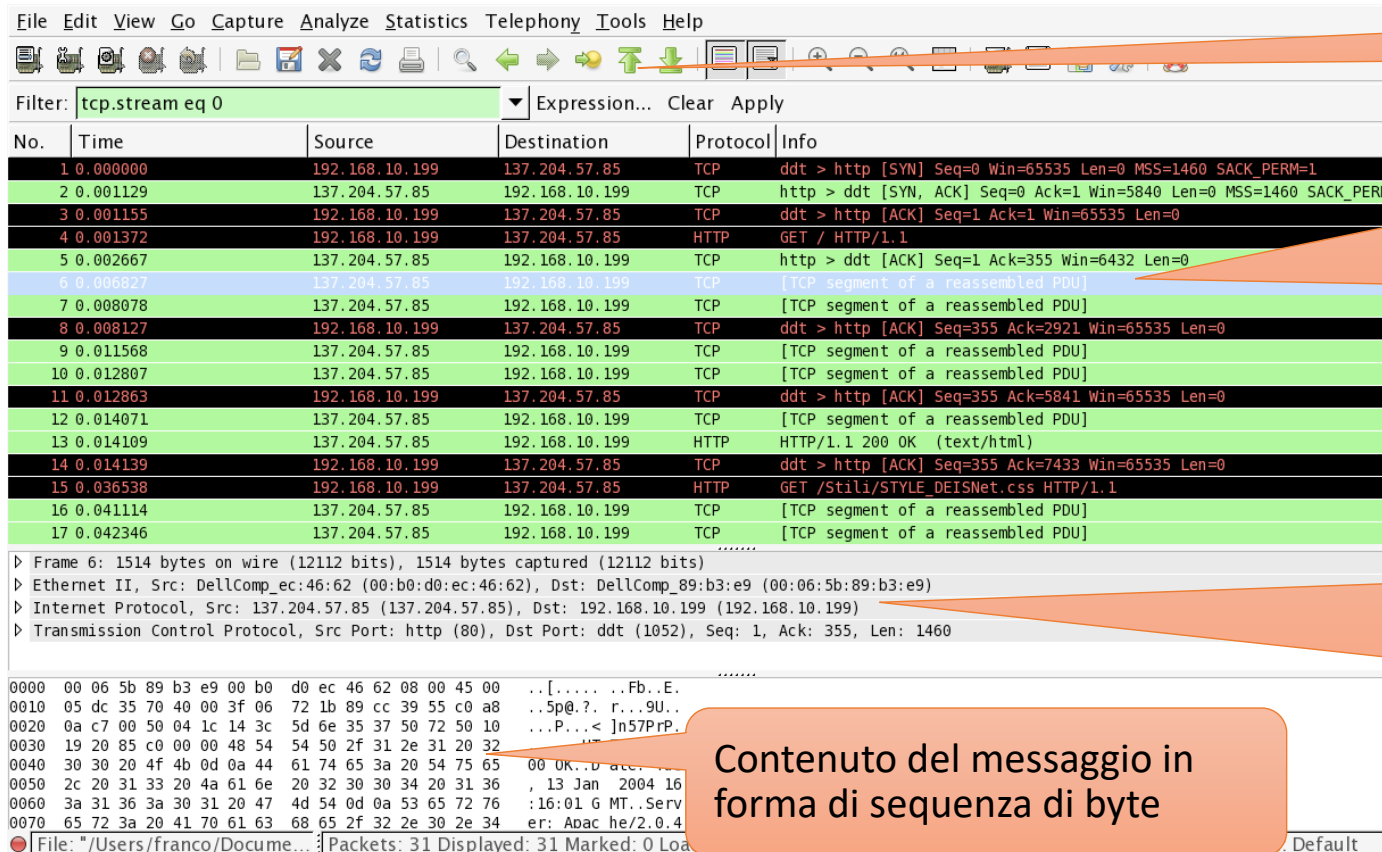 File Edit View Go Capture Analyze Statistics Telephony Tools Help
Filter: tcp.stream eq 0 Expression... Clear Apply
No. Time Source Destination Protocol Info
1 0.000000 192.168.10.199 137.204.57.85 TCP ddt > http [SYN] Seq=0 Win=65535 Len=0 MSS=1460 SACK_PERM=1
2 0.001129 137.204.57.85 192.168.10.199 TCP http > ddt [SYN, ACK] Seq=0 Ack=1 Win=5840 Len=0 MSS=1460
3 0.001155 192.168.10.199 137.204.57.85 TCP ddt > http [ACK] Seq=1 Ack=1 Win=65535 Len=0
4 0.001372 192.168.10.199 137.204.57.85 HTTP GET / HTTP/1.1
5 0.002667 137.204.57.85 192.168.10.199 TCP http > ddt [ACK] Seq=1 Ack=355 Win=6432 Len=0
6 0.006827 137.204.57.85 192.168.10.199 TCP [TCP segment of a reassembled PDU]
7 0.008078 137.204.57.85 192.168.10.199 TCP [TCP segment of a reassembled PDU]
8 0.008127 192.168.10.199 137.204.57.85 TCP ddt > http [ACK] Seq=355 Ack=2921 Win=65535 Len=0
9 0.011568 137.204.57.85 192.168.10.199 TCP [TCP segment of a reassembled PDU]
10 0.012807 137.204.57.85 192.168.10.199 TCP [TCP segment of a reassembled PDU]
11 0.012863 192.168.10.199 137.204.57.85 TCP ddt > http [ACK] Seq=355 Ack=5841 Win=65535 Len=0
12 0.014071 137.204.57.85 192.168.10.199 TCP [TCP segment of a reassembled PDU]
13 0.014109 137.204.57.85 192.168.10.199 HTTP HTTP/1.1 200 OK (text/html)
14 0.014139 192.168.10.199 137.204.57.85 TCP ddt > http [ACK] Seq=355 Ack=7433 Win=65535 Len=0
15 0.036538 192.168.10.199 137.204.57.85 HTTP GET /Stili/STYLE_DEISNet.css HTTP/1.1
16 0.041114 137.204.57.85 192.168.10.199 TCP [TCP segment of a reassembled PDU]
17 0.042346 137.204.57.85 192.168.10.199 TCP [TCP segment of a reassembled PDU]
Frame 6: 1514 bytes on wire (12112 bits), 1514 bytes captured (12112 bits)
Ethernet II, Src: DellComp_ec:46:62 (00:b0:d0:ec:46:62), Dst: DellComp_89:b3:e9 (00:06:5b:89:b3:e9)
Internet Protocol, Src: 137.204.57.85 (137.204.57.85), Dst: 192.168.10.199 (192.168.10.199)
Transmission Control Protocol, Src Port: http (80), Dst Port: ddt (1052), Seq: 1, Ack: 355, Len: 1460
0000 00 06 5b 89 b3 e9 00 b0 d0 ec 46 62 08 00 45 00 ..[..... ..Fb..E.
0010 05 dc 35 70 40 00 3f 06 72 1b 89 cc 39 55 c0 a8 ..5p@.?. r...9U..
0020 0a c7 00 50 04 1c 14 3c 5d 6e 35 37 50 72 50 10 ...P...< ]n57PrP.
0030 19 20 85 c0 00 00 48 54 54 50 2f 31 2e 31 20 32
0040 30 30 20 4f 4b 0d 0a 44 61 74 65 3a 20 54 75 65 00 OK..D
0050 2c 20 31 33 20 4a 61 6e 20 32 30 30 34 20 31 36 , 13 Jan 2004 16
0060 3a 31 36 3a 30 31 20 47 4d 54 0d 0a 53 65 72 76 :16:01 G MT..Serv
0070 65 72 3a 20 41 70 61 63 68 65 2f 32 2e 30 2e 34 er: Apac he/2.0.4
Contenuto del messaggio in
forma di sequenza di byte
File: "/Users/franco/Docume... Packets: 31 Displayed: 31 Marked: 0 Default